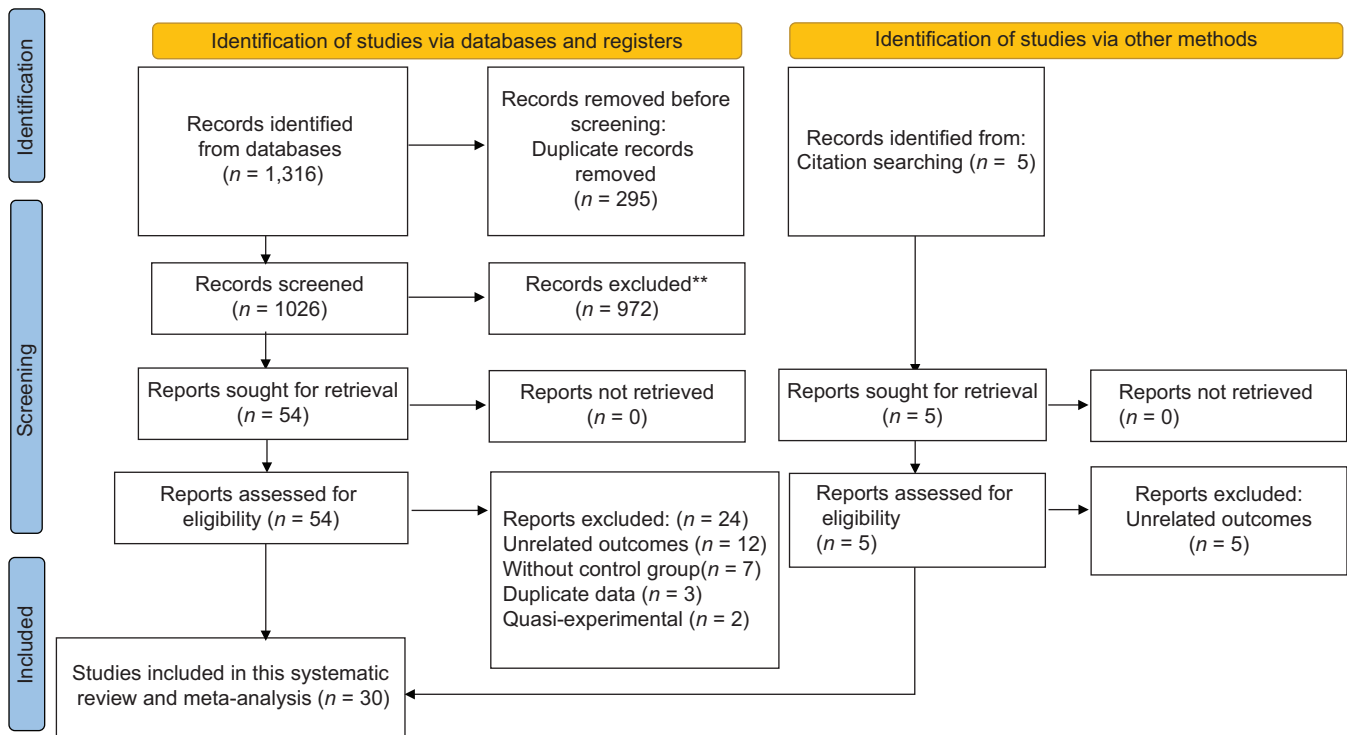 Identification of studies via databases and registers
Identification of studies via other methods
Identification
Records identified
from databases
(n = 1,316)
Records removed before
screening:
Duplicate records
removed
(n = 295)
Records identified from:
Citation searching (n = 5)
Screening
Records screened
(n = 1026)
Records excluded**
(n = 972)
Reports sought for retrieval
(n = 54)
Reports not retrieved
(n = 0)
Reports sought for retrieval
(n = 5)
Reports not retrieved
(n = 0)
Reports assessed for
eligibility (n = 54)
Reports excluded: (n = 24)
Unrelated outcomes (n = 12)
Without control group(n = 7)
Duplicate data (n = 3)
Quasi-experimental (n = 2)
Reports assessed for
eligibility
(n = 5)
Reports excluded:
Unrelated outcomes
(n = 5)
Included
Studies included in this systematic
review and meta-analysis (n = 30)